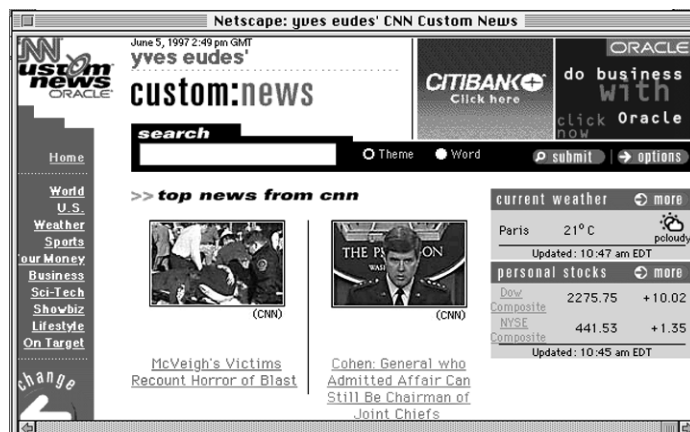 Netscape: yves eudes' CNN Custom News
CNN
custom
news
ORACLE
June 5, 1997 2:49 pm GMT
yves eudes'
custom:news
CITIBANK
Click here
ORACLE
do business
with
click Oracle
now
search
Theme
Word
submit
options
Home
World
U.S.
Weather
Sports
our Money
Business
Sci-Tech
Showbiz
Lifestyle
On Target
change
>> top news from cnn
(CNN)
McVeigh's Victims
Recount Horror of Blast
(CNN)
Cohen: General who
Admitted Affair Can
Still Be Chairman of
Joint Chiefs
current weather more
Paris 21° C
pcloudy
Updated: 10:47 am EDT
personal stocks more
Dow
Composite 2275.75 +10.02
NYSE
Composite 441.53 +1.35
Updated: 10:45 am EDT